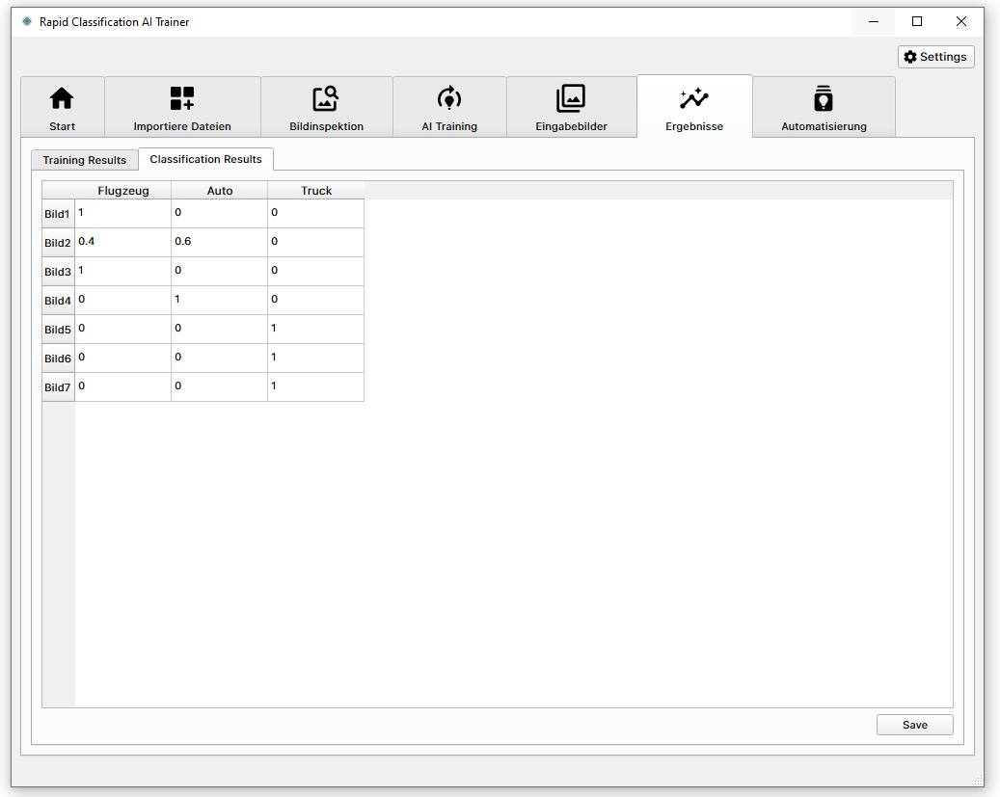 Rapid Classification AI Trainer
Settings
Start Importiere Dateien Bildinspektion AI Training Eingabebilder Ergebnisse Automatisierung
Training Results Classification Results
Flugzeug Auto Truck
Bild1 1 0 0
Bild2 0.4 0.6 0
Bild3 1 0 0
Bild4 0 1 0
Bild5 0 0 1
Bild6 0 0 1
Bild7 0 0 1
Save